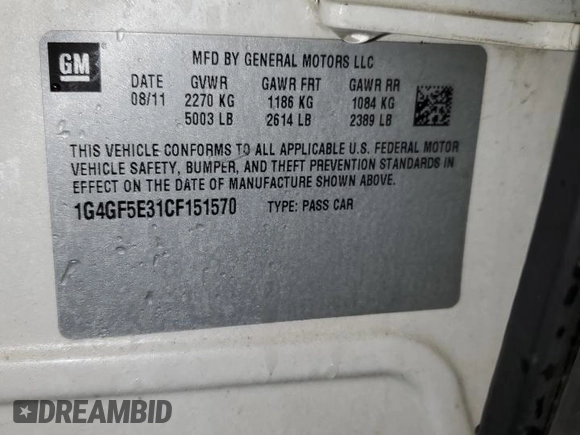 GM
MFD BY GENERAL MOTORS LLC
DATE GVWR GAWR FRT GAWR RR
08/11 2270 KG 1186 KG 1084 KG
5003 LB 2614 LB 2389 LB
THIS VEHICLE CONFORMS TO ALL APPLICABLE U.S. FEDERAL MOTOR
VEHICLE SAFETY, BUMPER, AND THEFT PREVENTION STANDARDS IN
EFFECT ON THE DATE OF MANUFACTURE SHOWN ABOVE.
1G4GF5E31CF151570 TYPE: PASS CAR
DREAMBID